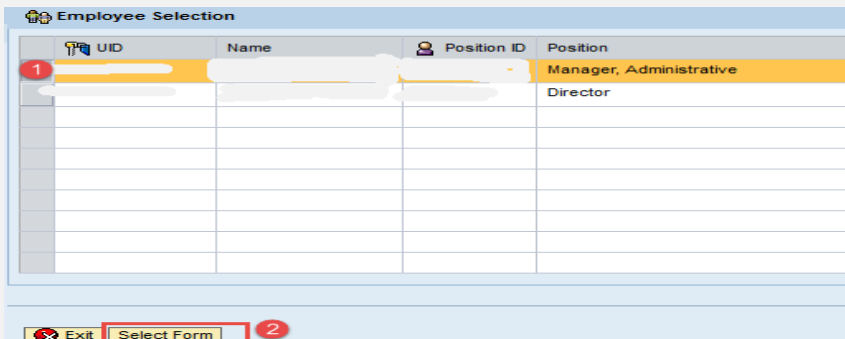 Employee Selection
UID Name Position ID Position
1 Manager, Administrative
Director
Exit Select Form 2